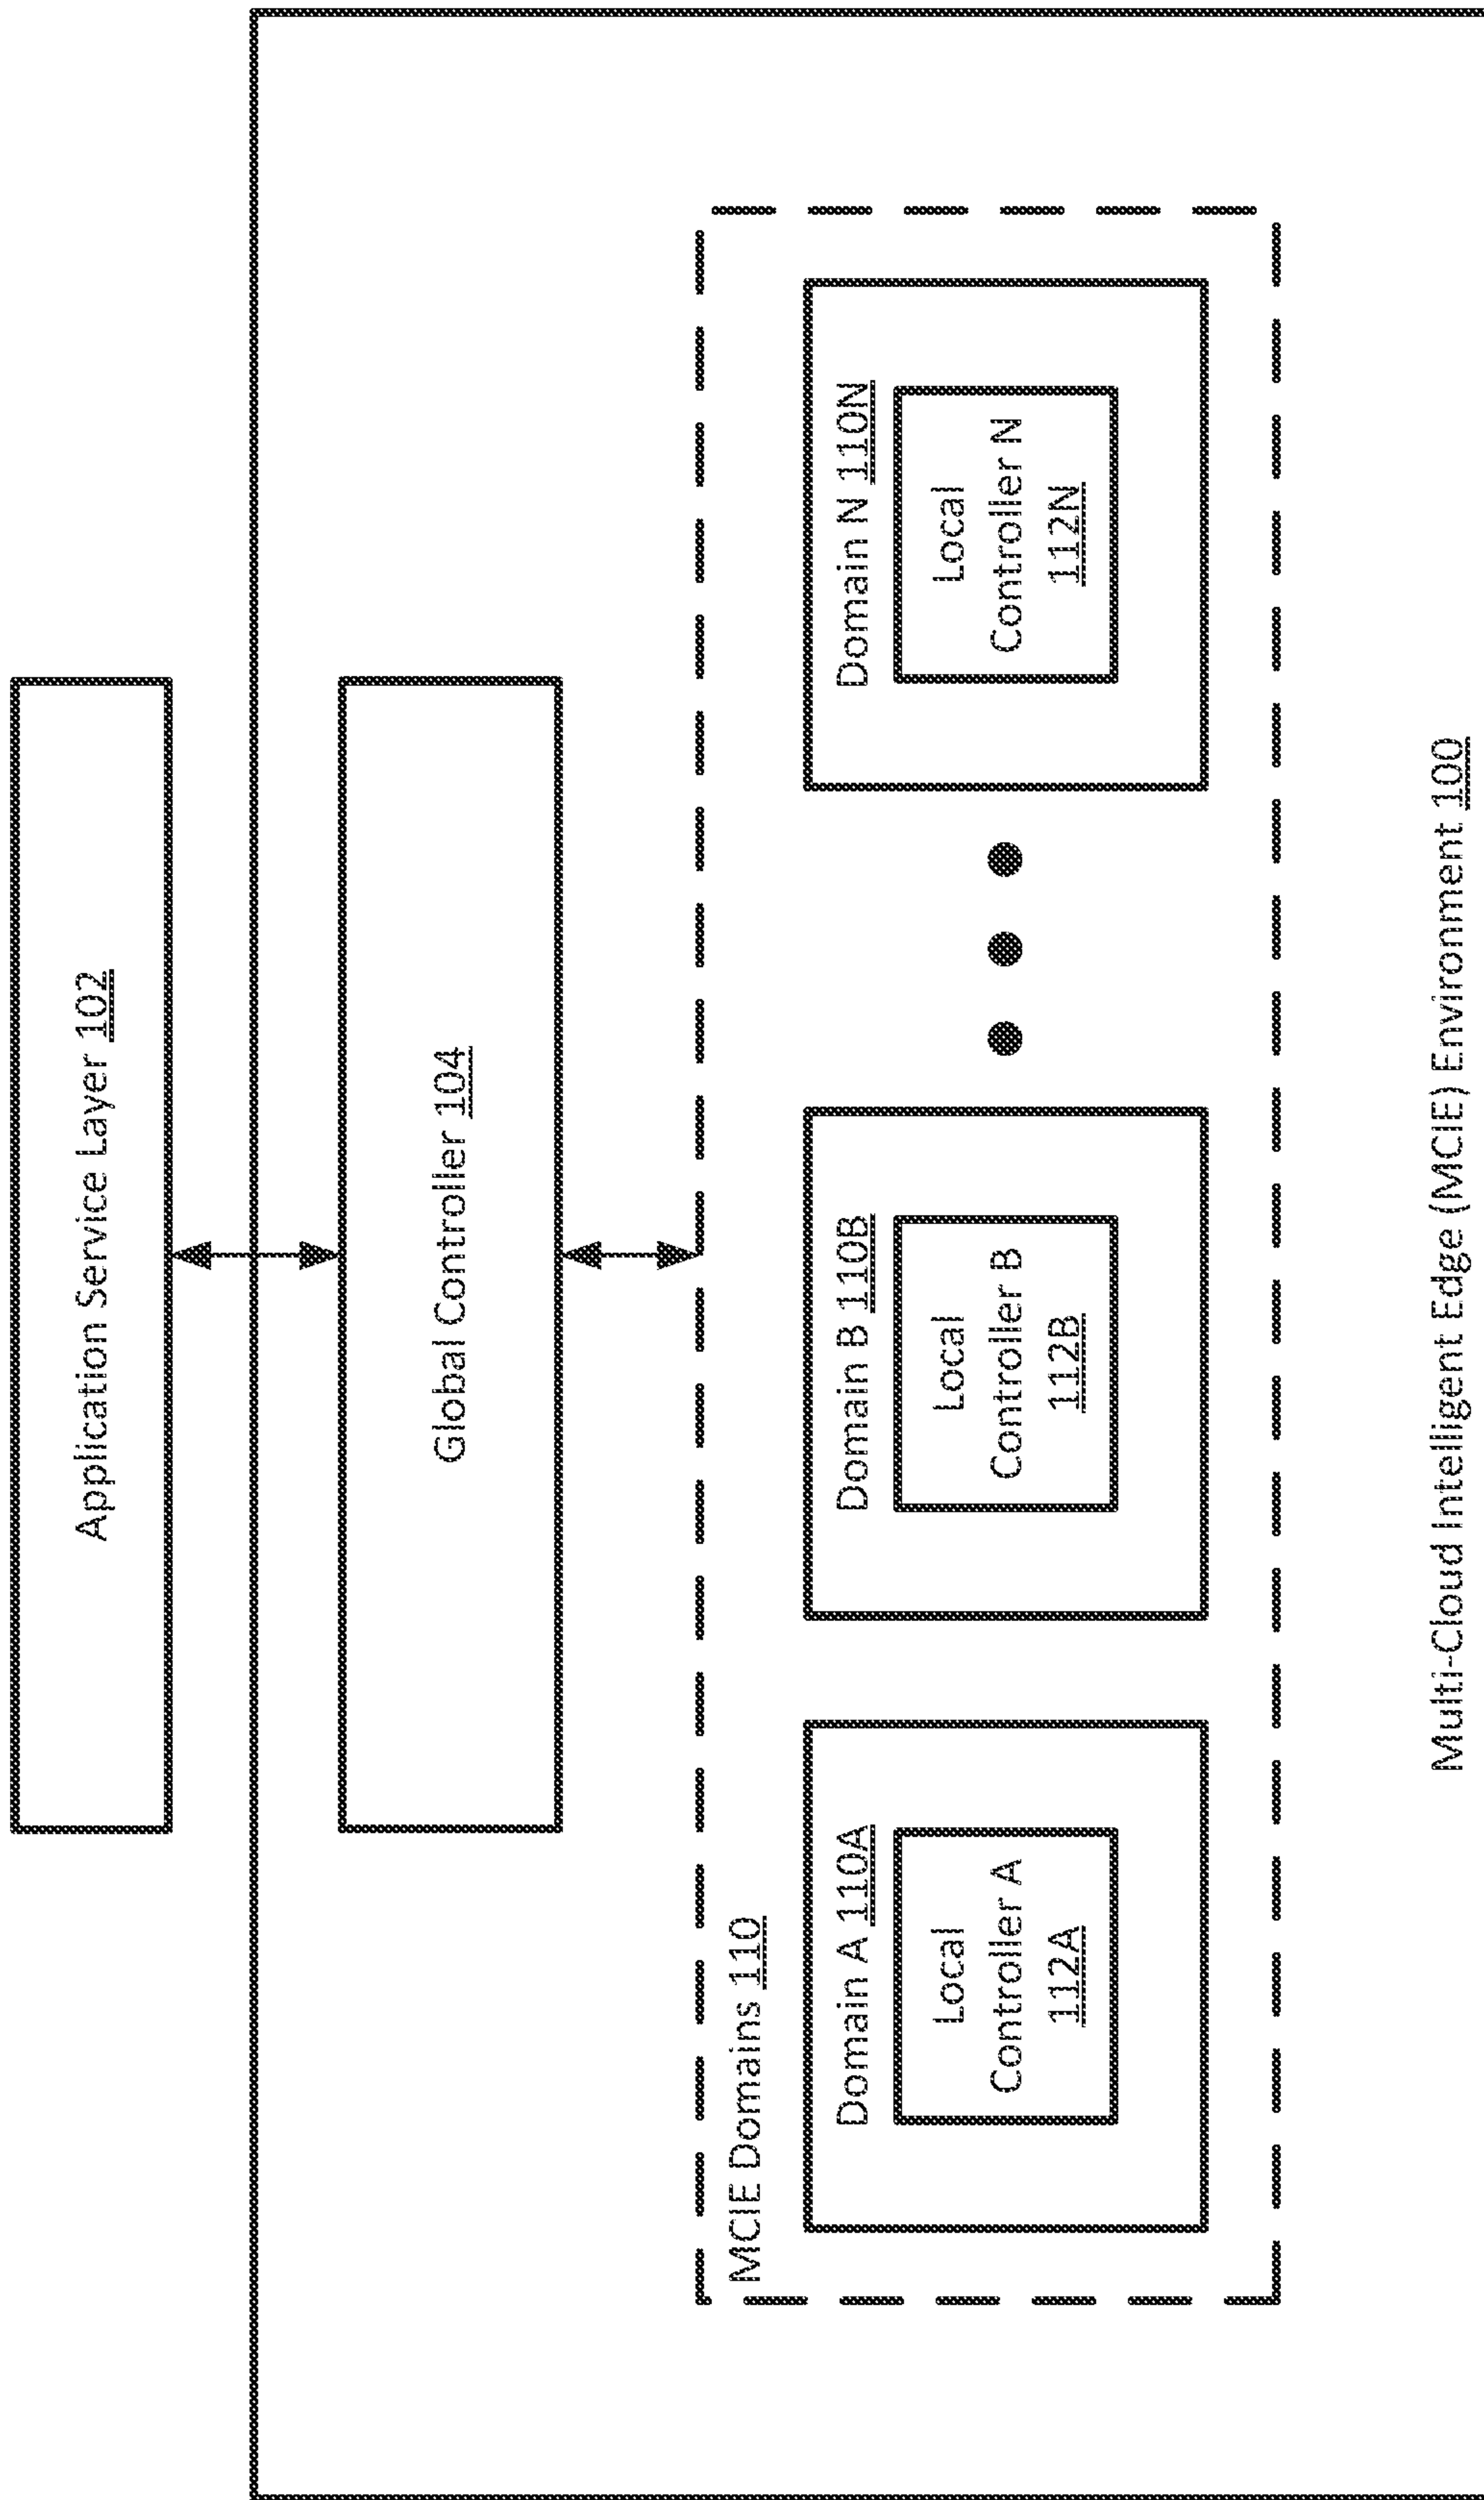 Application Service Layer 102
Global Controller 104
MCIE Domains 110
Domain A 110A
Local
Controller A
112A
Domain B 110B
Local
Controller B
112B
Domain N 110N
Local
Controller N
112N
Multi-Cloud Intelligent Edge (MCIE) Environment 100